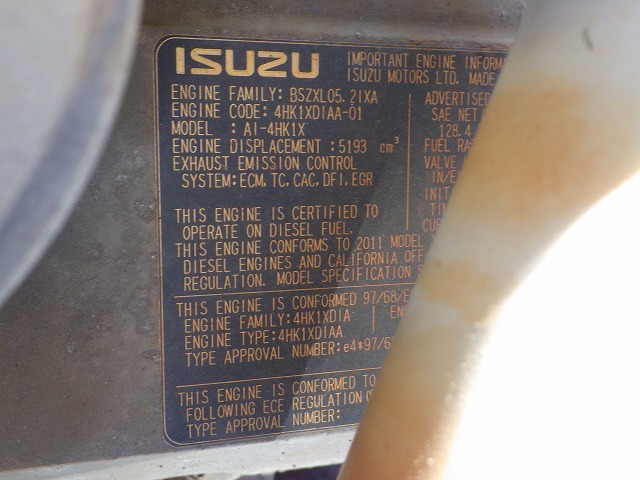 ISUZU
IMPORTANT ENGINE
ISUZU MOTORS LTD. MADE
ENGINE FAMILY: BSZXL05.2IXA
ENGINE CODE: 4HK1XDIAA-01
MODEL : AI-4HK1X
ENGINE DISPLACEMENT :5193 cm³
EXHAUST EMISSION CONTROL
SYSTEM:ECM,TC,CAC,DFI,EGR
THIS ENGINE IS CERTIFIED TO
OPERATE ON DIESEL FUEL.
THIS ENGINE CONFORMS TO 2011 MODEL
DIESEL ENGINES AND CALIFORNIA OFF
REGULATION. MODEL SPECIFICATION
ADVERTISED
SAE NET
128.4
FUEL
VALVE
IN/E
INIT
TIM
CUR
THIS ENGINE IS CONFORMED 97/68/E
ENGINE FAMILY:4HK1XDIA
ENGINE TYPE:4HK1XDIAA
TYPE APPROVAL NUMBER:e4*97/6
EN
THIS ENGINE IS CONFORMED TO
FOLLOWING ECE REGULATION
TYPE APPROVAL NUMBER: